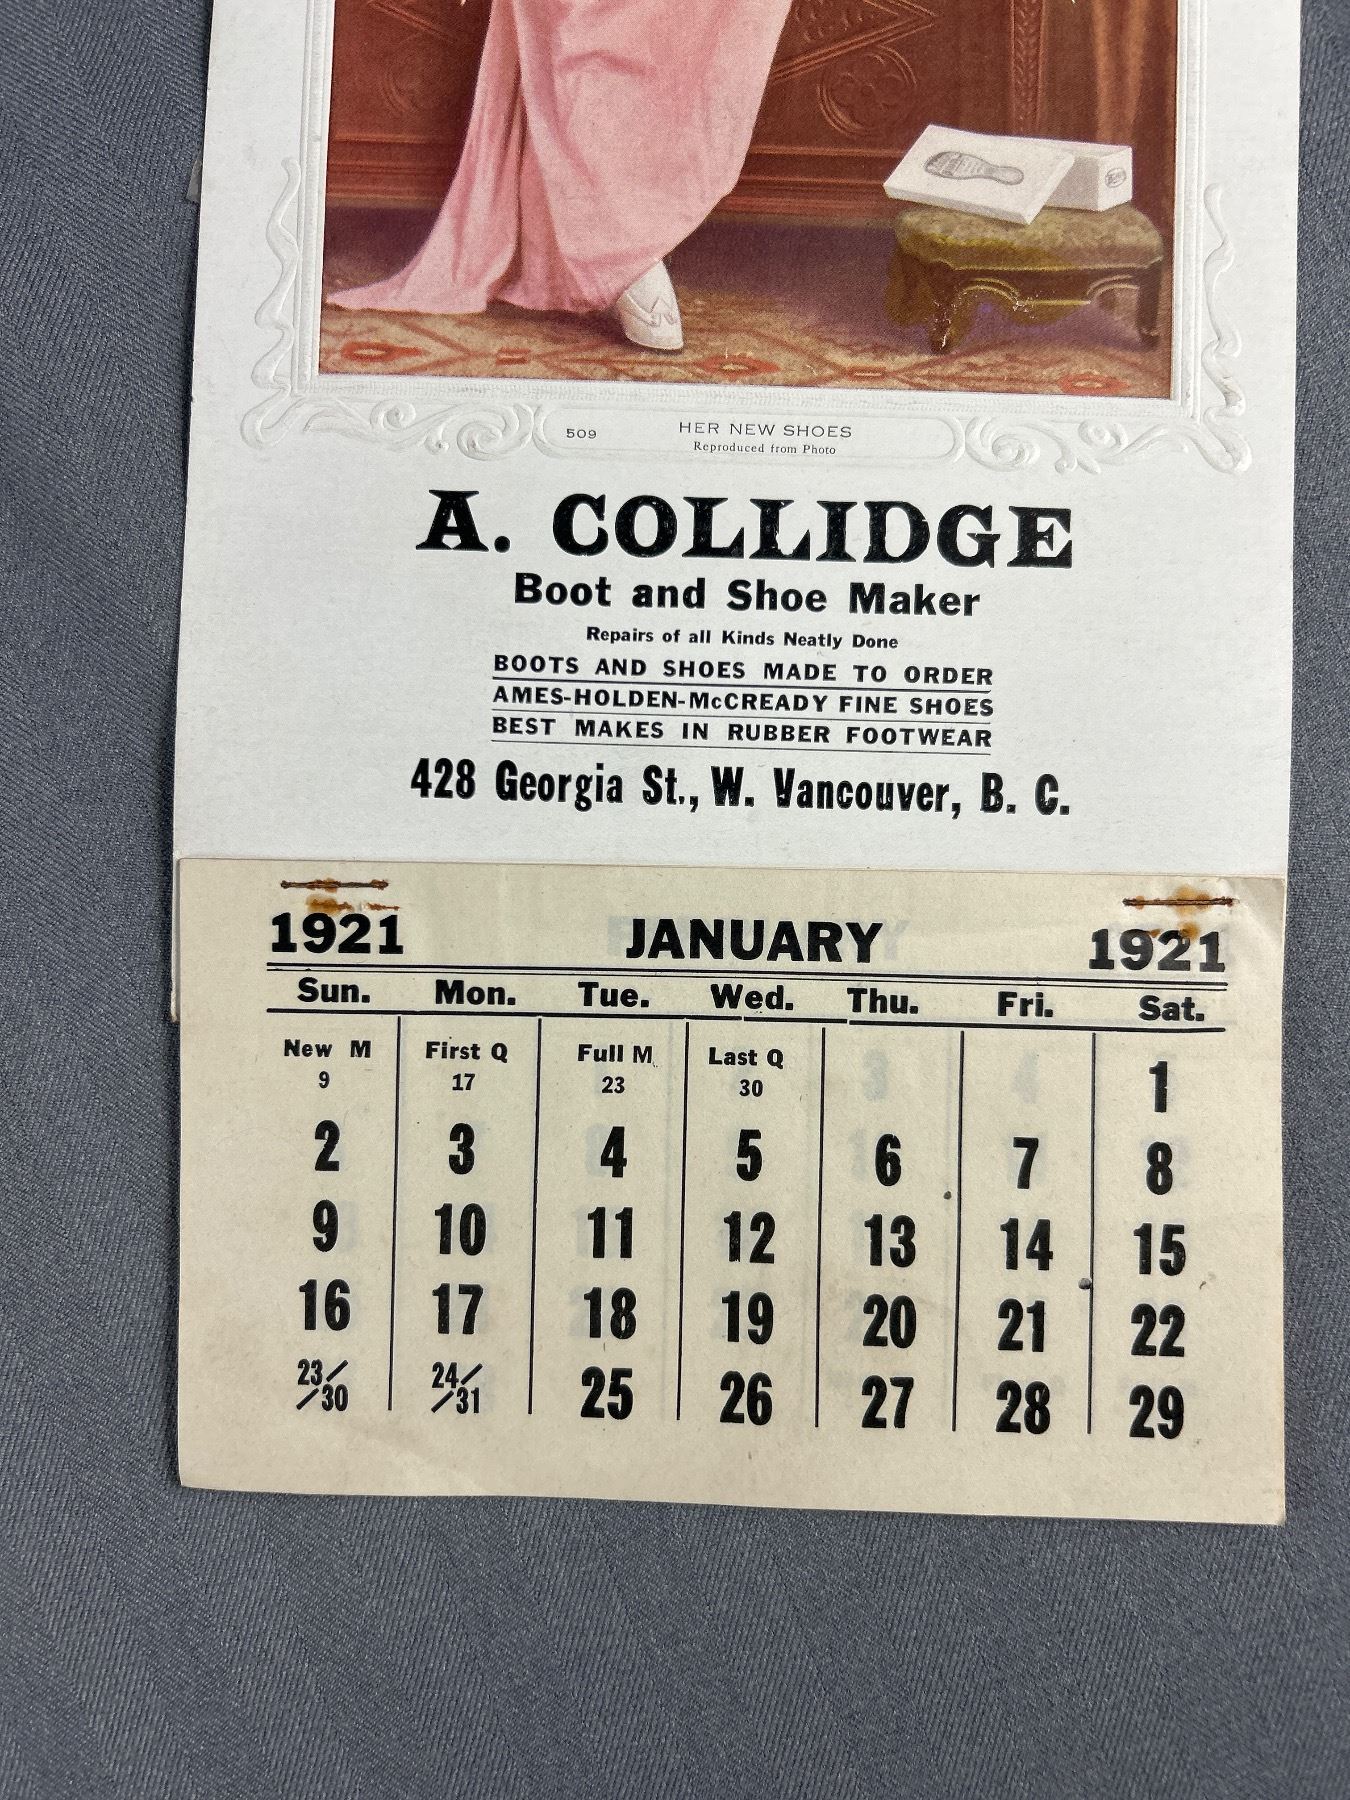 509 HER NEW SHOES
Reproduced from Photo
A. COLLIDGE
Boot and Shoe Maker
Repairs of all Kinds Neatly Done
BOOTS AND SHOES MADE TO ORDER
AMES-HOLDEN-McCREADY FINE SHOES
BEST MAKES IN RUBBER FOOTWEAR
428 Georgia St., W. Vancouver, B. C.
1921 JANUARY 1921
Sun. Mon. Tue. Wed. Thu. Fri. Sat.
New M First Q Full M Last Q
9 17 23 30 1
2 3 4 5 6 7 8
9 10 11 12 13 14 15
16 17 18 19 20 21 22
23/30 24/31 25 26 27 28 29